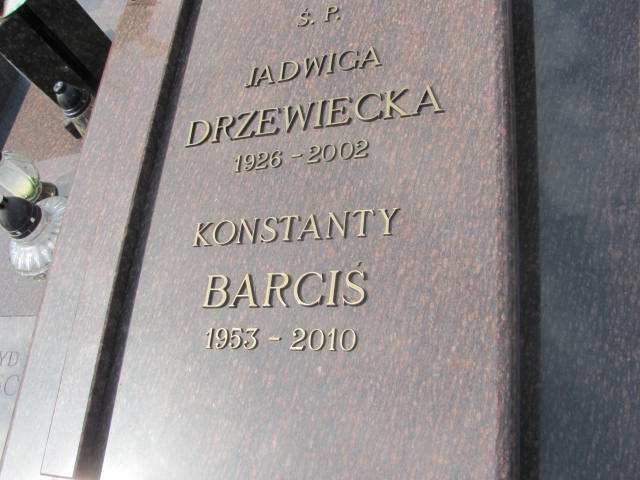 Ś. P.
JADWIGA
DRZEWIECKA
1926 - 2002
KONSTANTY
BARCIŚ
1953 - 2010